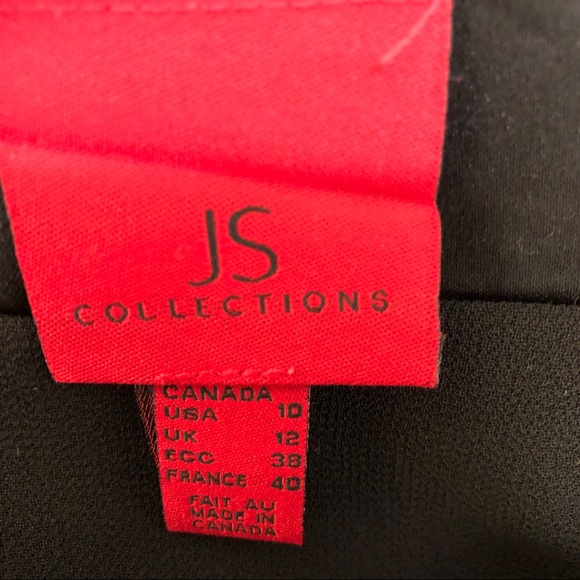 JS
COLLECTIONS
CANADA
USA 10
UK 12
ECC 38
FRANCE 40
FAIT AU
MADE IN
CANADA